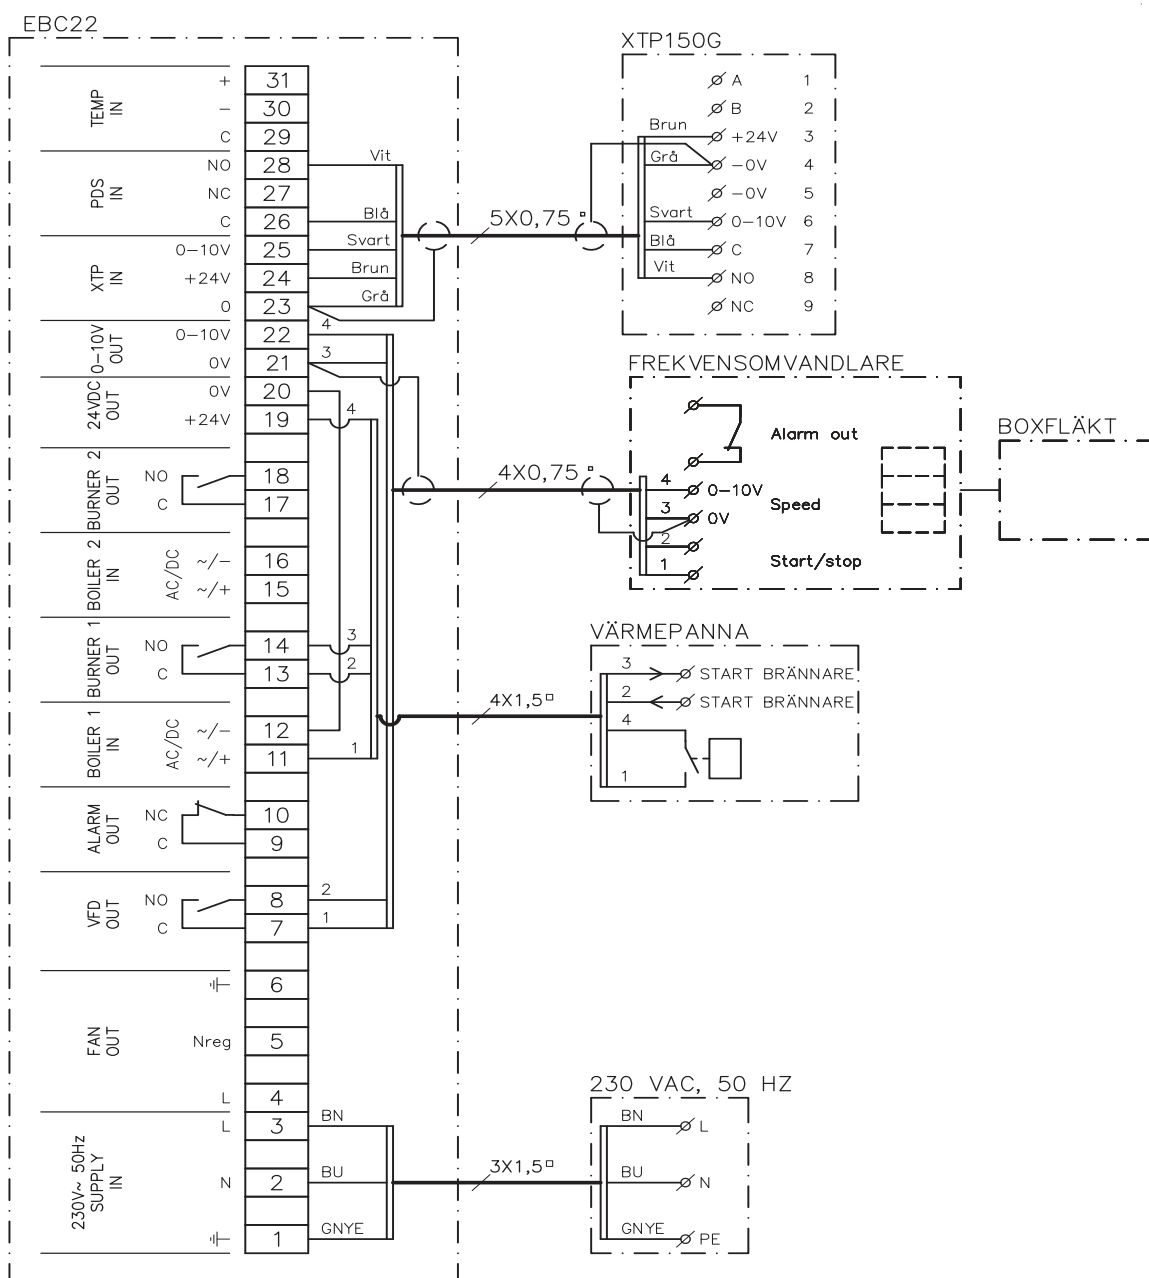 EBC22
TEMP
IN
+ 31
− 30
C 29
PDS
IN
NO 28
NC 27
C 26
XTP
IN
0−10V 25
+24V 24
0 23
0−10V
OUT
0−10V 22
0V 21
24VDC
OUT
0V 20
+24V 19
BURNER 2
OUT
NO 18
C 17
BOILER 2
IN
AC/DC
~/− 16
~/+ 15
BURNER 1
OUT
NO 14
C 13
BOILER 1
IN
AC/DC
~/− 12
~/+ 11
ALARM
OUT
NC 10
C 9
VFD
OUT
NO 8
C 7
FAN
OUT
6
Nreg 5
L 4
230V~ 50Hz
SUPPLY
IN
L 3
N 2
1
Vit
Blå
Svart
Brun
Grå
4
3
4
3
2
1
2
1
BN
BU
GNYE
5X0,75
4X0,75
4X1,5
3X1,5
XTP150G
A 1
B 2
Brun +24V 3
Grå −0V 4
−0V 5
Svart 0−10V 6
Blå C 7
Vit NO 8
NC 9
FREKVENSOMVANDLARE
Alarm out
4 0−10V
Speed
3 0V
2
Start/stop
1
BOXFLÄKT
VÄRMEPANNA
3 START BRÄNNARE
2 START BRÄNNARE
4
1
230 VAC, 50 HZ
BN L
BU N
GNYE PE